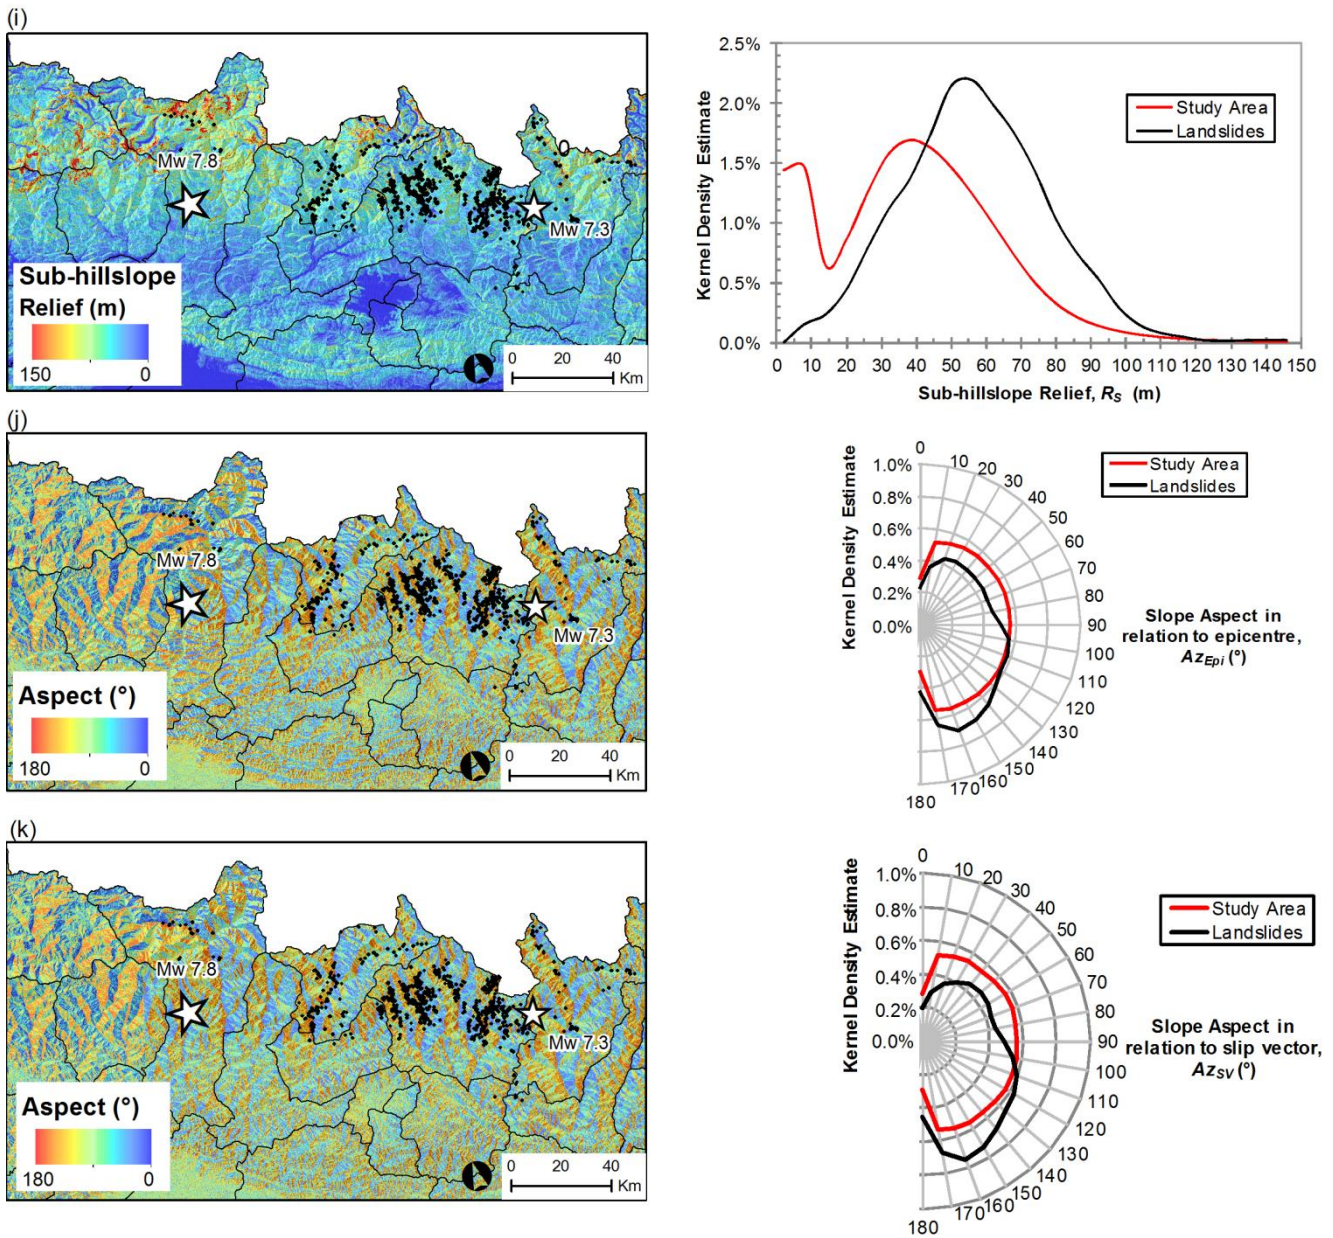 (i)
Mw 7.8
Mw 7.3
Sub-hillslope
Relief (m)
150 0
0 20 40
Km
2.5%
2.0%
1.5%
1.0%
0.5%
0.0%
Kernel Density Estimate
Study Area
Landslides
0 10 20 30 40 50 60 70 80 90 100 110 120 130 140 150
Sub-hillslope Relief, RS (m)
(j)
Mw 7.8
Mw 7.3
Aspect (°)
180 0
0 20 40
Km
1.0%
0.8%
0.6%
0.4%
0.2%
0.0%
Kernel Density Estimate
0 10 20 30 40 50 60 70 80 90 100 110 120 130 140 150 160 170 180
Study Area
Landslides
Slope Aspect in
relation to epicentre,
AzEpi (°)
(k)
Mw 7.8
Mw 7.3
Aspect (°)
180 0
0 20 40
Km
1.0%
0.8%
0.6%
0.4%
0.2%
0.0%
Kernel Density Estimate
0 10 20 30 40 50 60 70 80 90 100 110 120 130 140 150 160 170 180
Study Area
Landslides
Slope Aspect in
relation to slip vector,
AzSV (°)